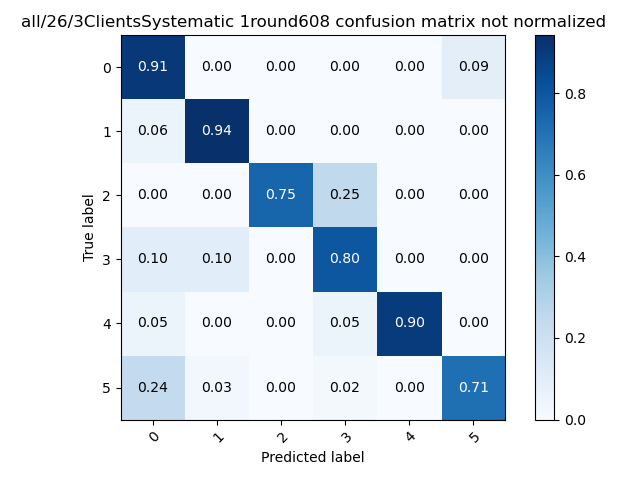 all/26/3ClientsSystematic 1round608 confusion matrix not normalized
0 0.91 0.00 0.00 0.00 0.00 0.09
1 0.06 0.94 0.00 0.00 0.00 0.00
2 0.00 0.00 0.75 0.25 0.00 0.00
3 0.10 0.10 0.00 0.80 0.00 0.00
4 0.05 0.00 0.00 0.05 0.90 0.00
5 0.24 0.03 0.00 0.02 0.00 0.71
0 1 2 3 4 5
True label
Predicted label
0.8
0.6
0.4
0.2
0.0